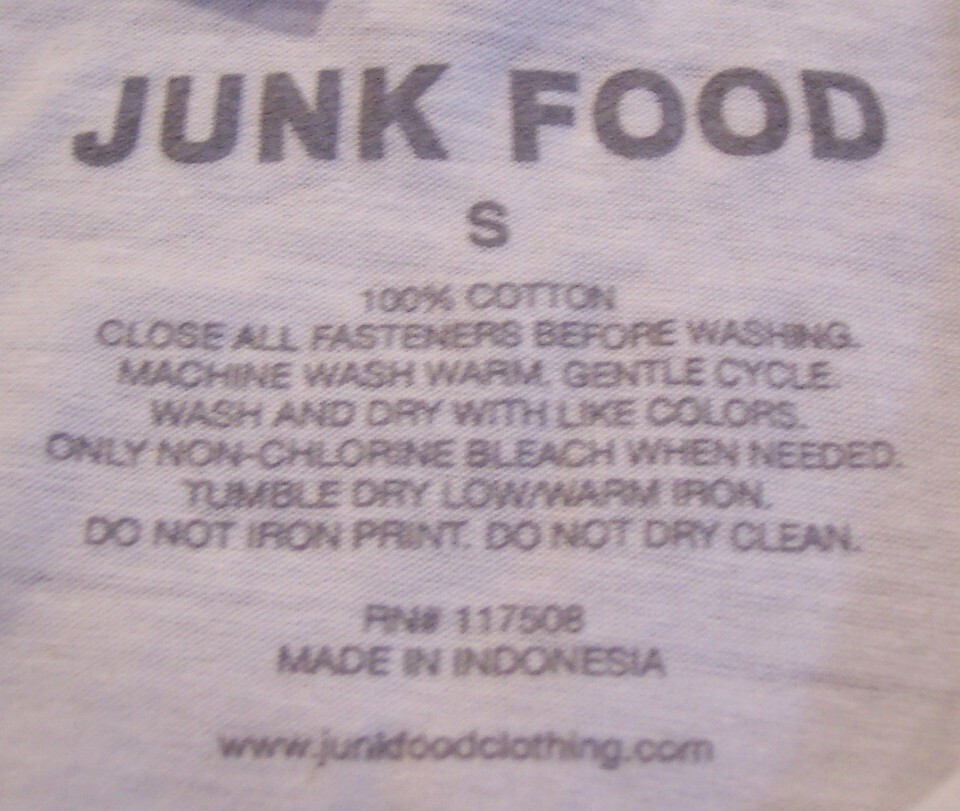 JUNK FOOD
S
100% COTTON
CLOSE ALL FASTENERS BEFORE WASHING.
MACHINE WASH WARM. GENTLE CYCLE.
WASH AND DRY WITH LIKE COLORS.
ONLY NON-CHLORINE BLEACH WHEN NEEDED.
TUMBLE DRY LOW/WARM IRON.
DO NOT IRON PRINT. DO NOT DRY CLEAN.
RN# 117508
MADE IN INDONESIA
www.junkfoodclothing.com